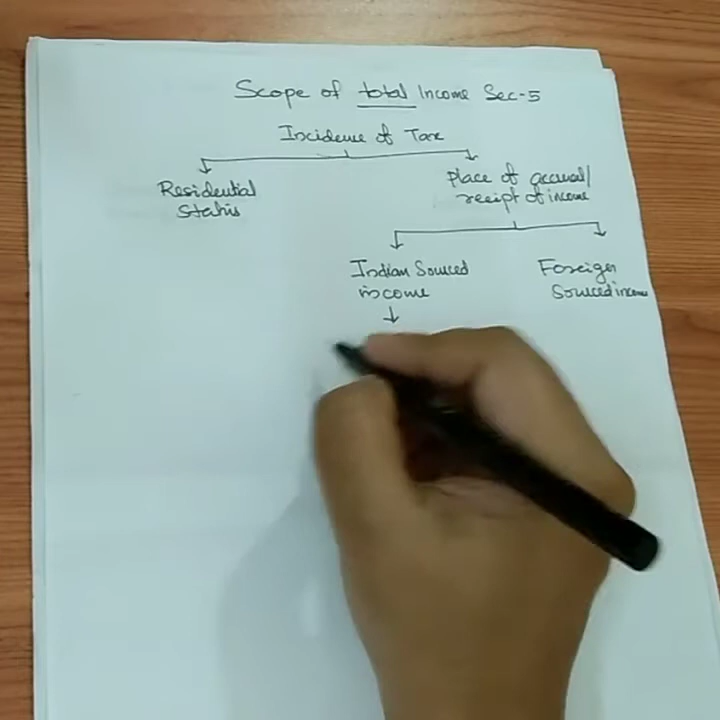 Scope of total Income Sec-5
Incidence of Tax
Residential
Status
Place of accrual/
receipt of income
Indian Sourced
income
Foreign
Sourced income